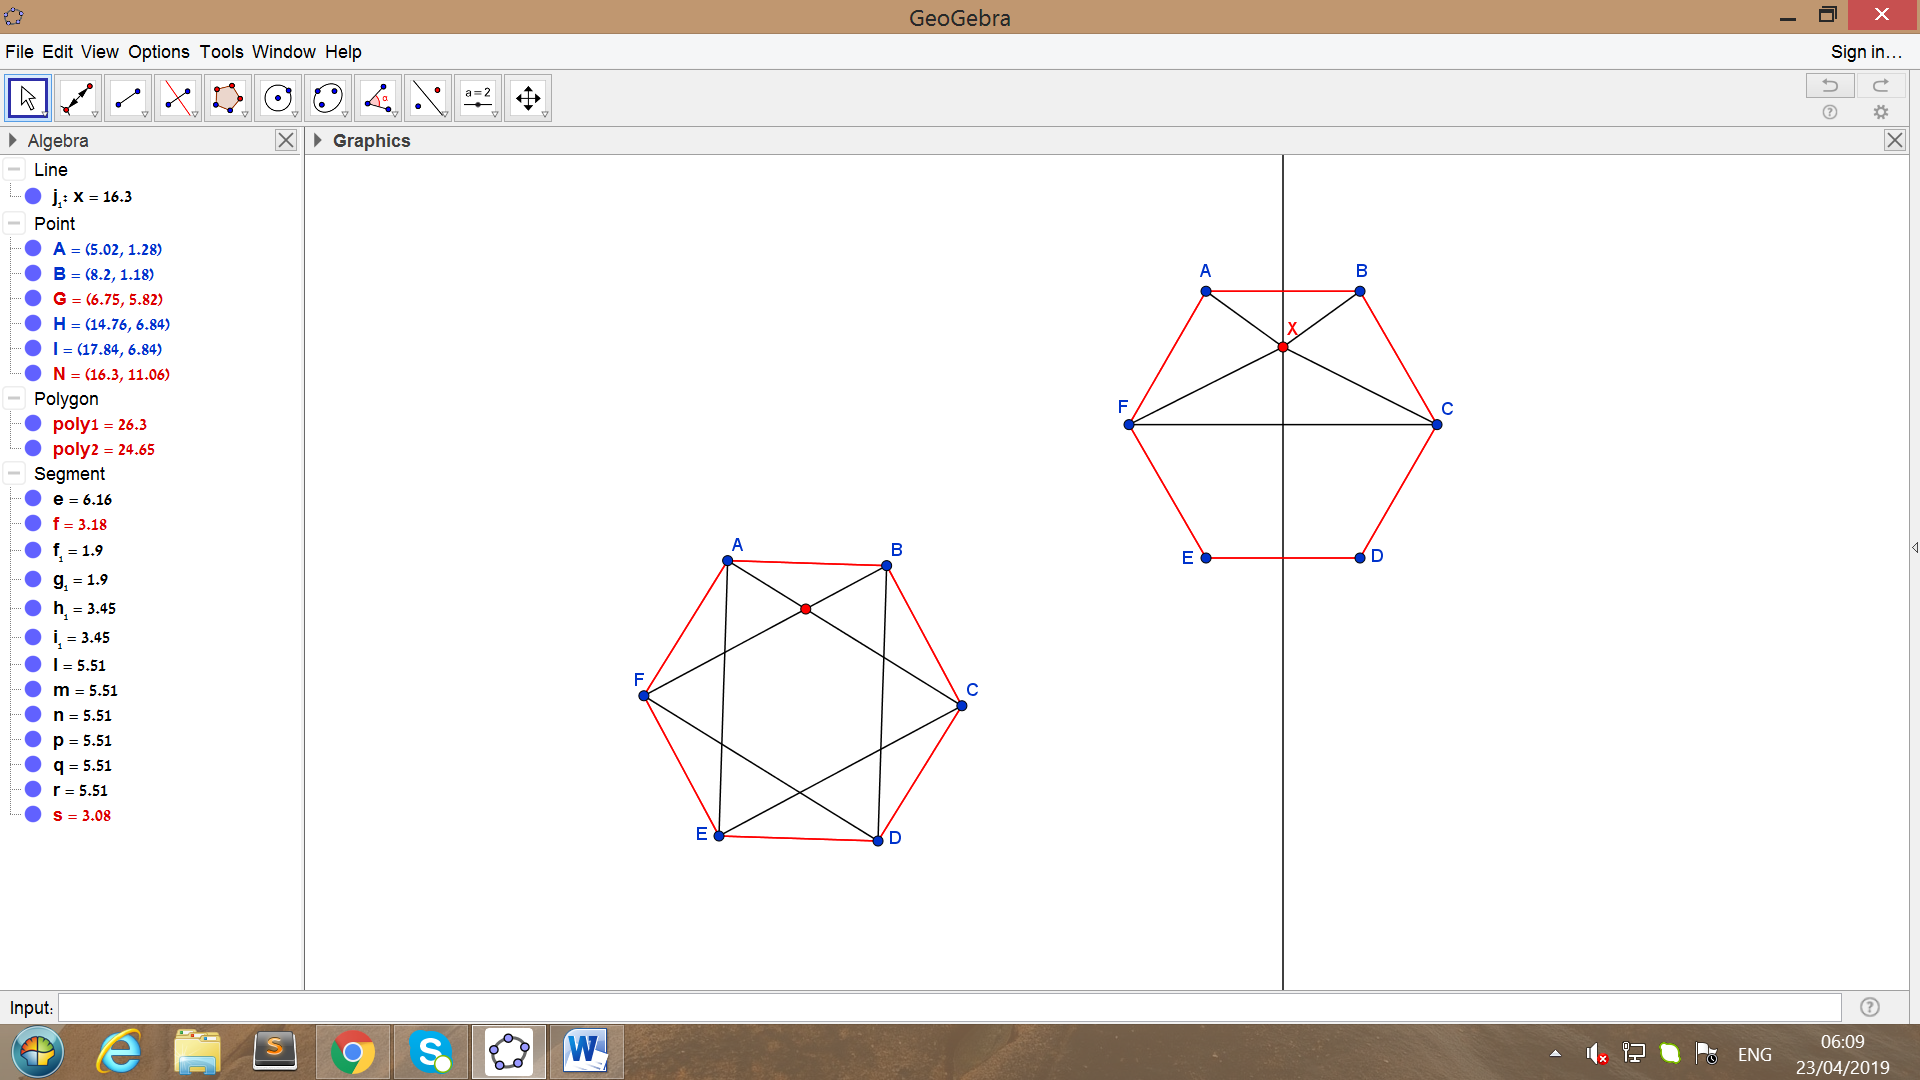 GeoGebra
File Edit View Options Tools Window Help
Sign in...
a=2
Algebra
Graphics
Line
j₁: x = 16.3
Point
A = (5.02, 1.28)
B = (8.2, 1.18)
G = (6.75, 5.82)
H = (14.76, 6.84)
I = (17.84, 6.84)
N = (16.3, 11.06)
Polygon
poly1 = 26.3
poly2 = 24.65
Segment
e = 6.16
f = 3.18
f₁ = 1.9
g₁ = 1.9
h₁ = 3.45
i₁ = 3.45
l = 5.51
m = 5.51
n = 5.51
p = 5.51
q = 5.51
r = 5.51
s = 3.08
A B
X
F C
E D
A B
F C
E D
Input:
ENG
06:09
23/04/2019